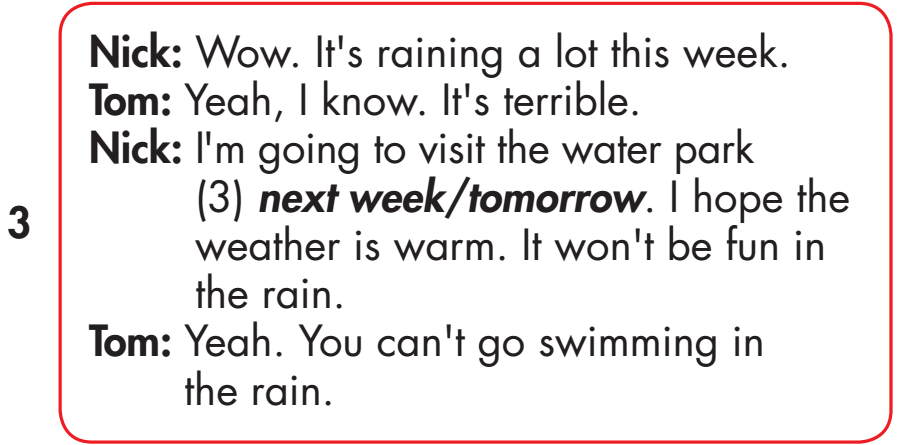 Nick: Wow. It's raining a lot this week.
Tom: Yeah, I know. It's terrible.
Nick: I'm going to visit the water park
(3) next week/tomorrow. I hope the
3
weather is warm. It won't be fun in
the rain.
Tom: Yeah. You can't go swimming in
the rain.